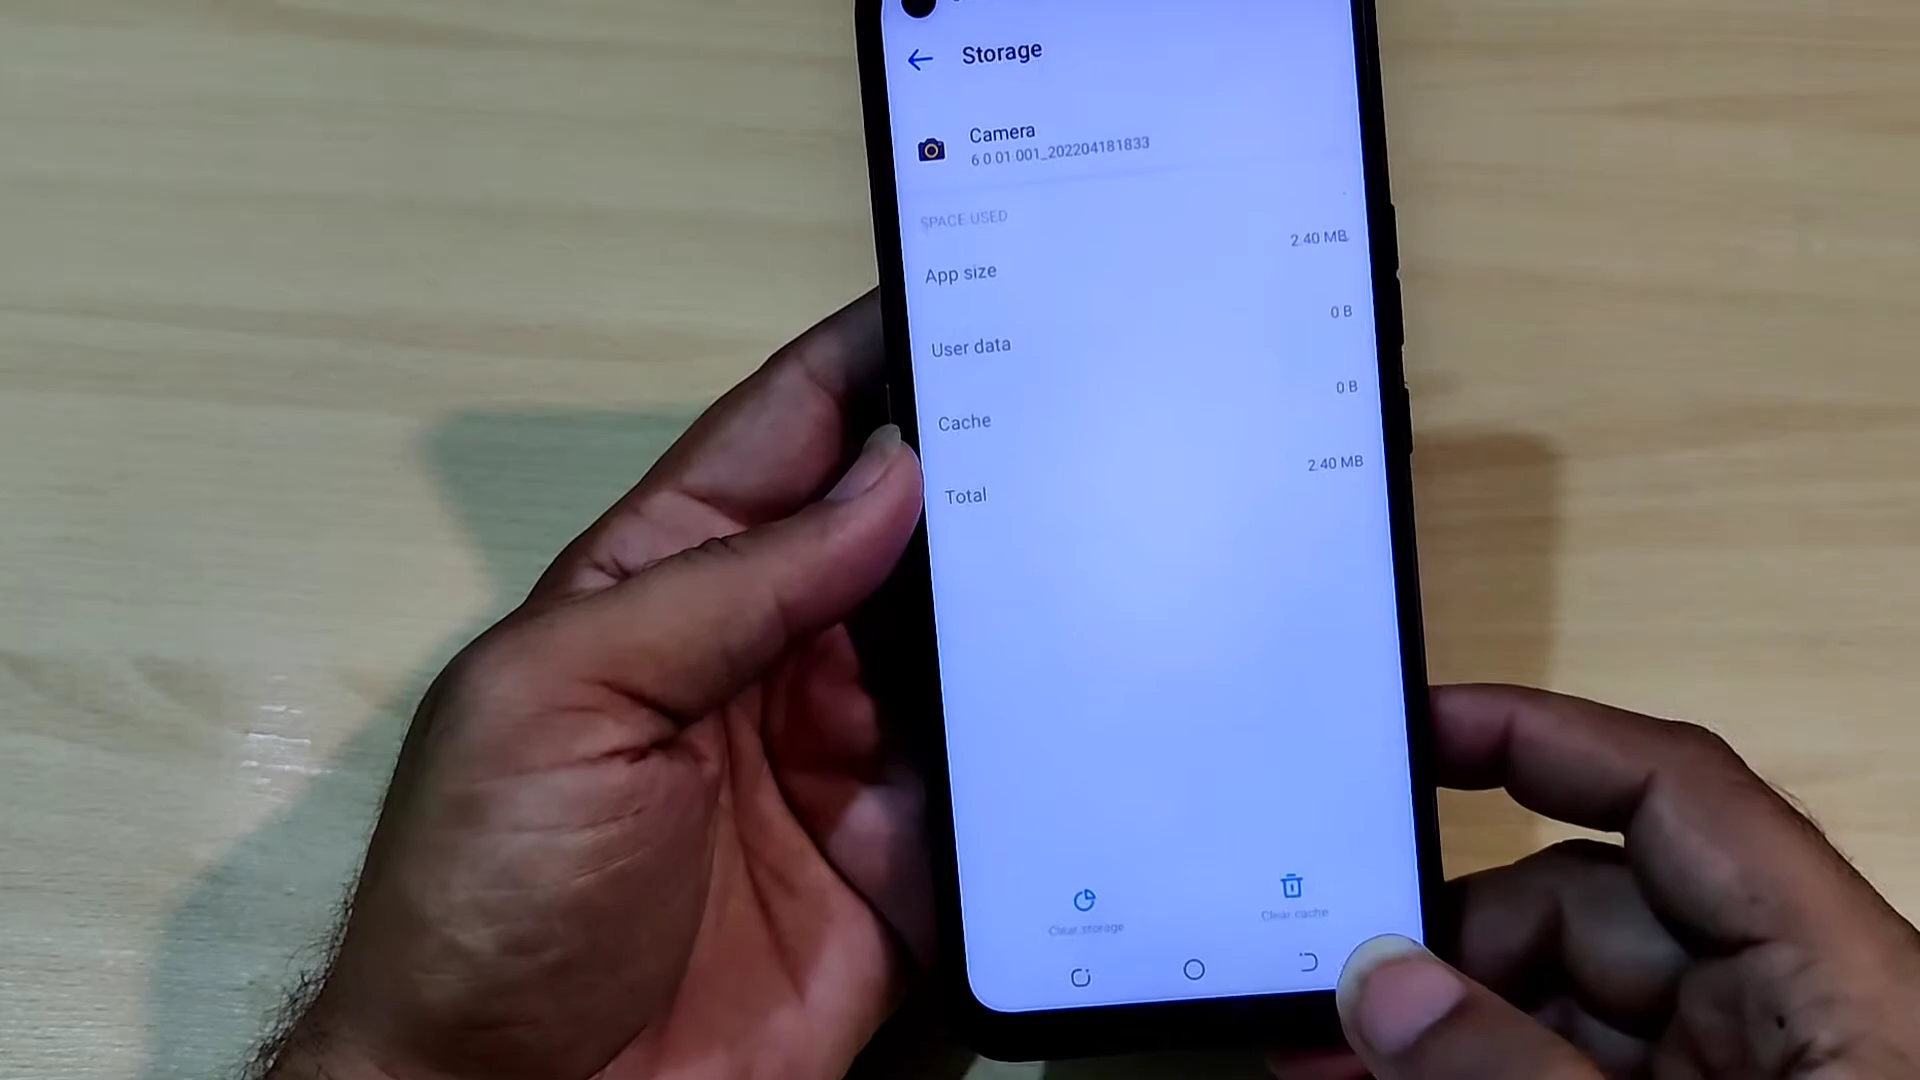 Storage
Camera
6.0.01.001_202204181833
SPACE USED
App size
2.40 MB
User data
0 B
Cache
0 B
Total
2.40 MB
Clear storage
Clear cache